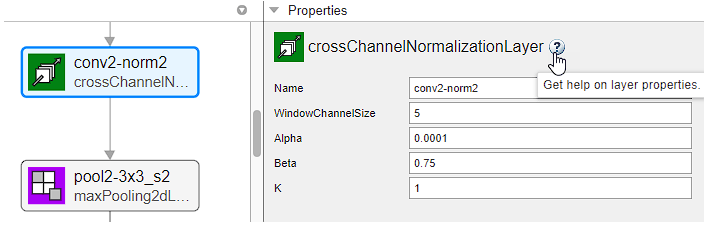 conv2-norm2
crossChannelN...
pool2-3x3_s2
maxPooling2dL...
Properties
crossChannelNormalizationLayer ?
Get help on layer properties.
Name conv2-norm2
WindowChannelSize 5
Alpha 0.0001
Beta 0.75
K 1